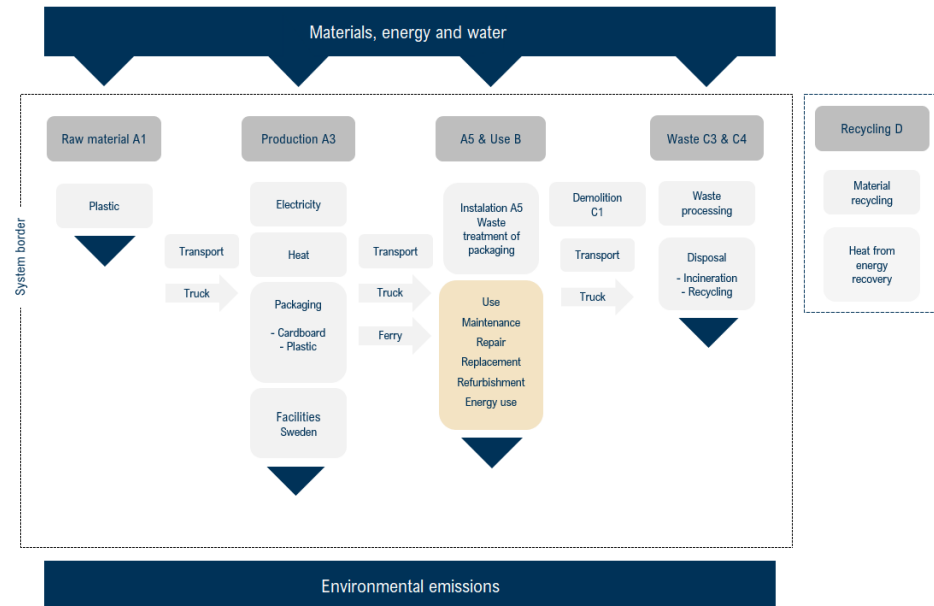 Materials, energy and water
System border
Raw material A1
Plastic
Transport
Truck
Production A3
Electricity
Heat
Packaging
- Cardboard
- Plastic
Facilities
Sweden
Transport
Truck
Ferry
A5 & Use B
Instalation A5
Waste
treatment of
packaging
Use
Maintenance
Repair
Replacement
Refurbishment
Energy use
Demolition
C1
Transport
Truck
Waste C3 & C4
Waste
processing
Disposal
- Incineration
- Recycling
Recycling D
Material
recycling
Heat from
energy
recovery
Environmental emissions